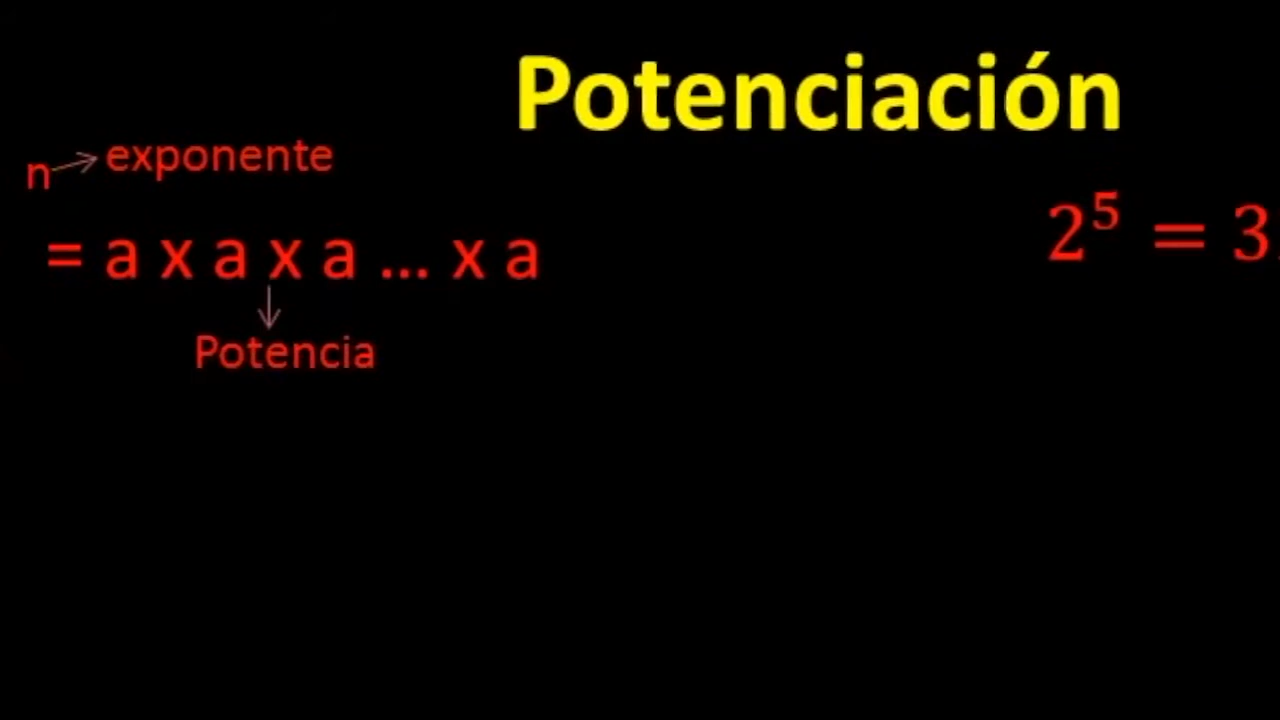 Potenciación
n exponente
= a x a x a ... x a
Potencia
2⁵ = 3